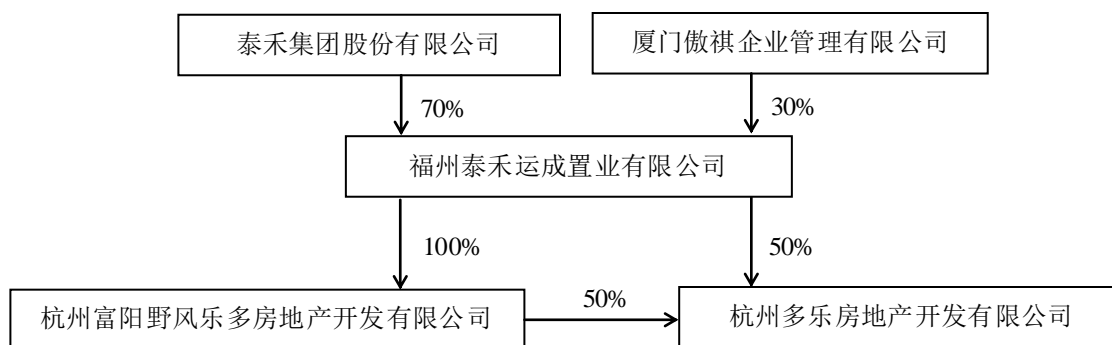 泰禾集团股份有限公司
厦门傲祺企业管理有限公司
70%
30%
福州泰禾运成置业有限公司
100%
50%
杭州富阳野风乐多房地产开发有限公司
50%
杭州多乐房地产开发有限公司